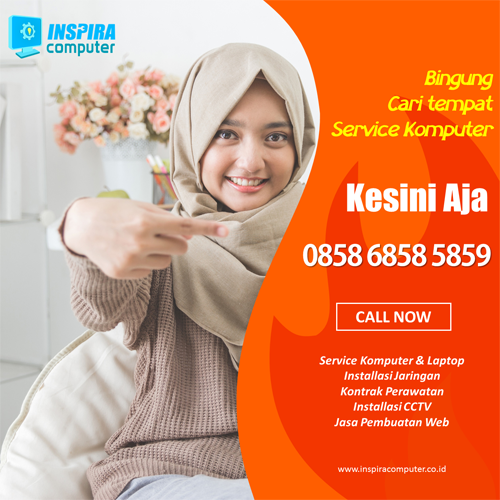 INSPIRA
computer
Bingung
Cari tempat
Service Komputer
Kesini Aja
0858 6858 5859
CALL NOW
Service Komputer & Laptop
Installasi Jaringan
Kontrak Perawatan
Installasi CCTV
Jasa Pembuatan Web
www.inspiracomputer.co.id